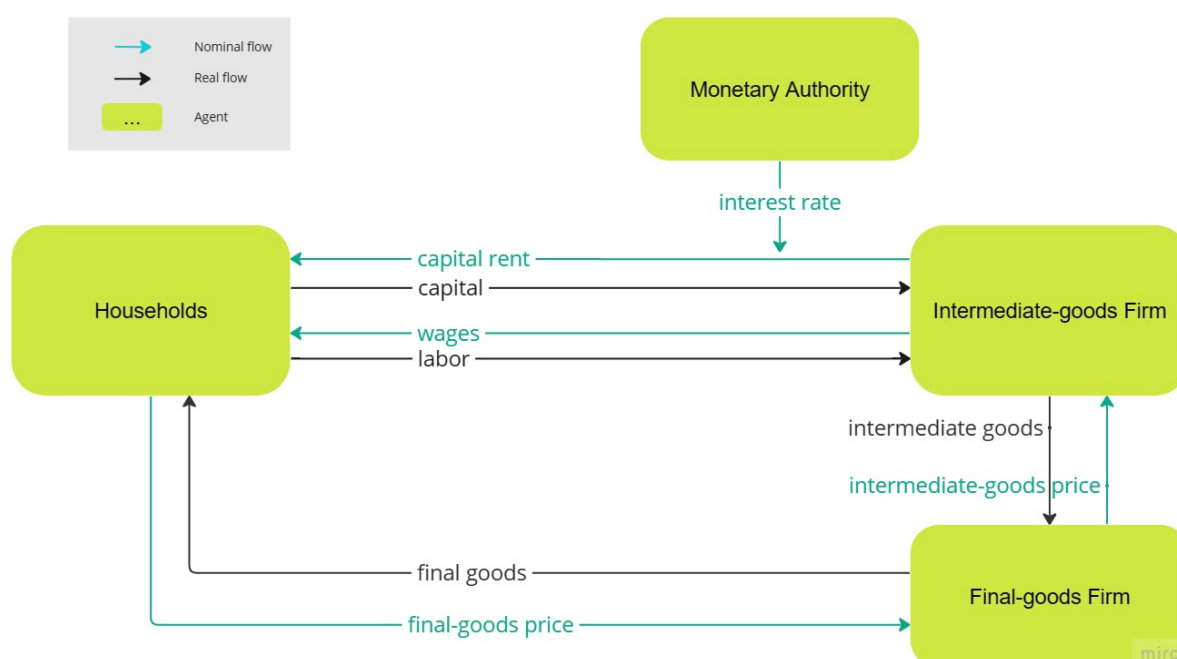 Nominal flow
Real flow
...
Agent
Monetary Authority
interest rate
Households
capital rent
capital
wages
labor
Intermediate-goods Firm
intermediate goods
intermediate-goods price
final goods
final-goods price
Final-goods Firm
miro